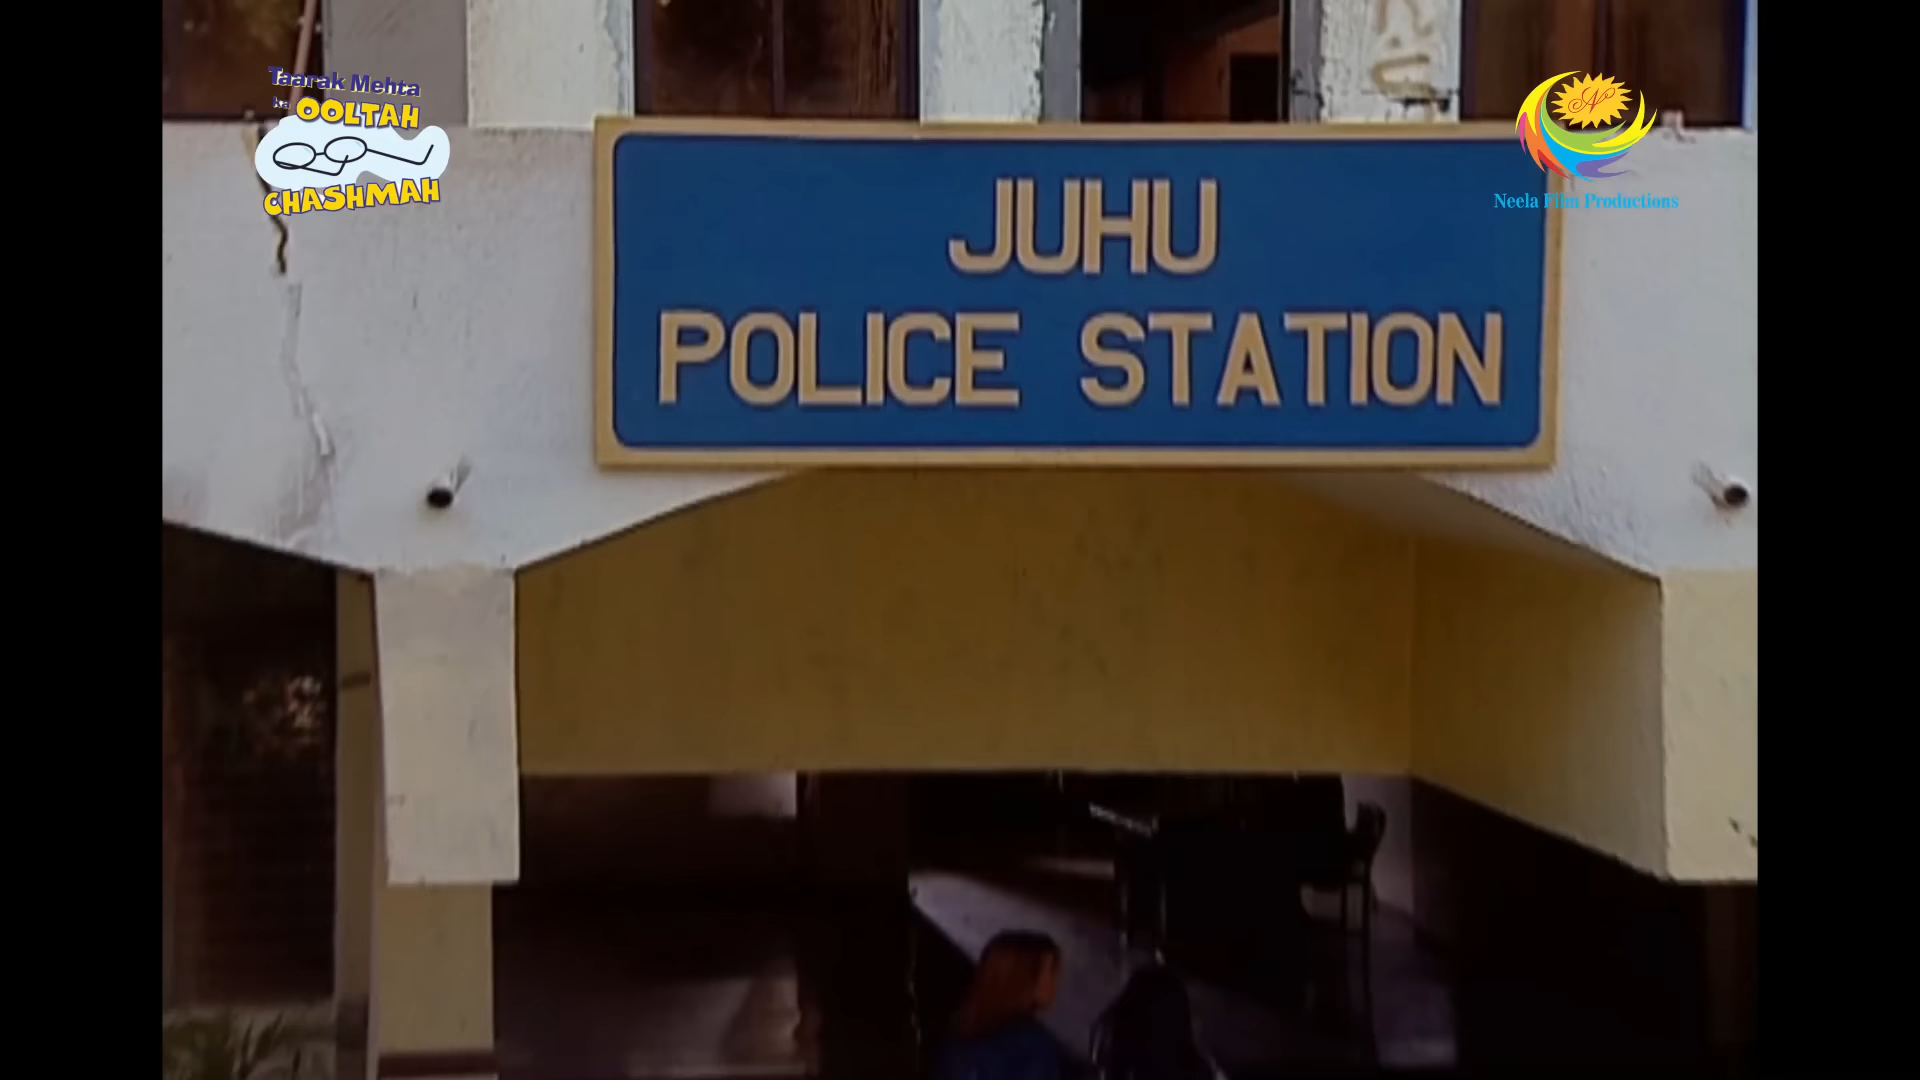 Taarak Mehta
ka OOLTAH
CHASHMAH
Neela Film Productions
JUHU
POLICE STATION